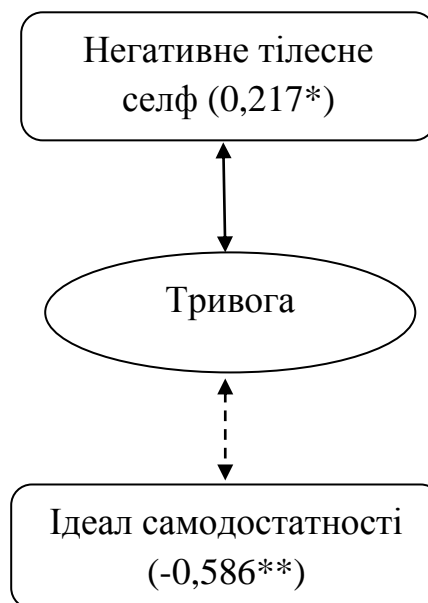 Негативне тілесне
селф (0,217*)
Тривога
Ідеал самодостатності
(-0,586**)